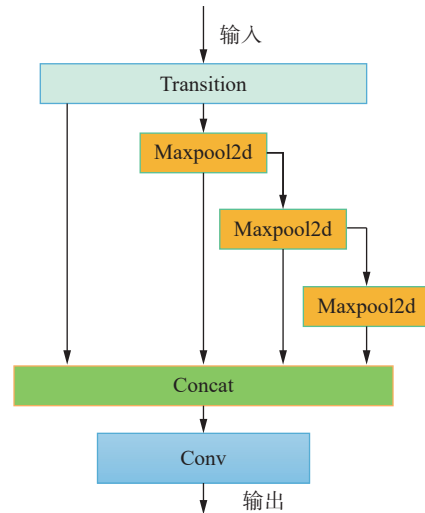 输入
Transition
Maxpool2d
Maxpool2d
Maxpool2d
Concat
Conv
输出